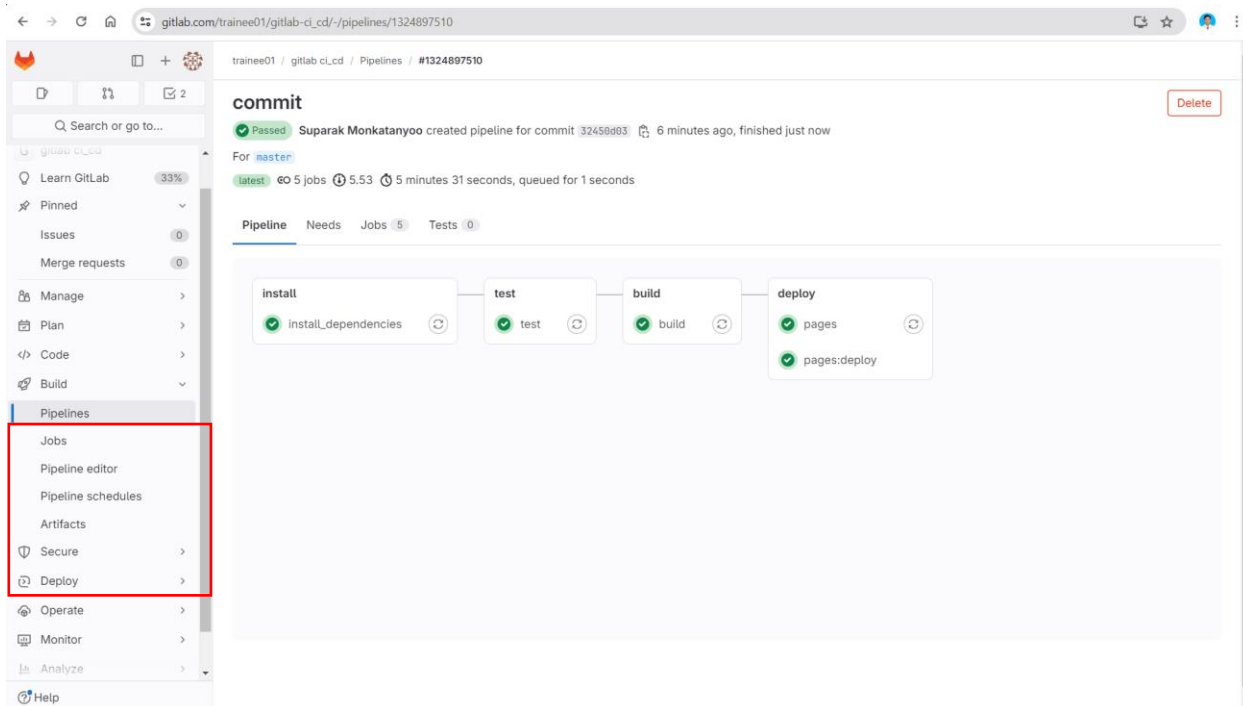 gitlab.com/trainee01/gitlab-ci_cd/-/pipelines/1324897510
trainee01 / gitlab ci_cd / Pipelines / #1324897510
2
Search or go to...
G gitlab ci_cd
Learn GitLab 33%
Pinned
Issues 0
Merge requests 0
Manage
Plan
Code
Build
Pipelines
Jobs
Pipeline editor
Pipeline schedules
Artifacts
Secure
Deploy
Operate
Monitor
Analyze
Help
commit
Delete
Passed Suparak Monkatanyoo created pipeline for commit 32450d03 6 minutes ago, finished just now
For master
latest 5 jobs 5.53 5 minutes 31 seconds, queued for 1 seconds
Pipeline Needs Jobs 5 Tests 0
install
install_dependencies
test
test
build
build
deploy
pages
pages:deploy